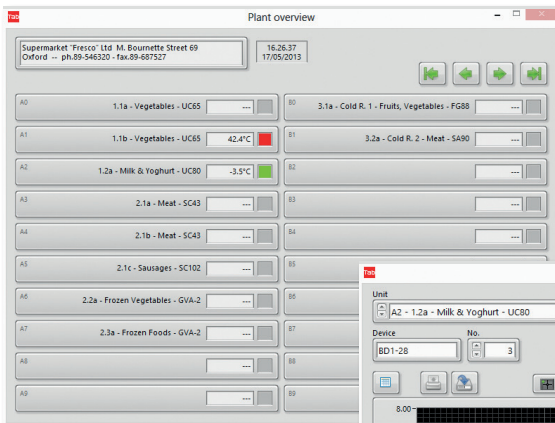 Tab
Plant overview
Supermarket "Fresco" Ltd M. Bournette Street 69
Oxford -- ph.89-546320 - fax.89-687527
16.26.37
17/05/2013
A0 1.1a - Vegetables - UC65 ---
B0 3.1a - Cold R. 1 - Fruits, Vegetables - FG88 ---
A1 1.1b - Vegetables - UC65 42.4°C
B1 3.2a - Cold R. 2 - Meat - SA90 ---
A2 1.2a - Milk & Yoghurt - UC80 -3.5°C
B2 ---
A3 2.1a - Meat - SC43 ---
B3 ---
A4 2.1b - Meat - SC43 ---
B4 ---
A5 2.1c - Sausages - SC102 ---
B5
A6 2.2a - Frozen Vegetables - GVA-2 ---
B6
A7 2.3a - Frozen Foods - GVA-2 ---
B7
A8 ---
B8
A9 ---
B9
Tab
Unit
A2 - 1.2a - Milk & Yoghurt - UC80
Device No.
BD1-28 3
8.00